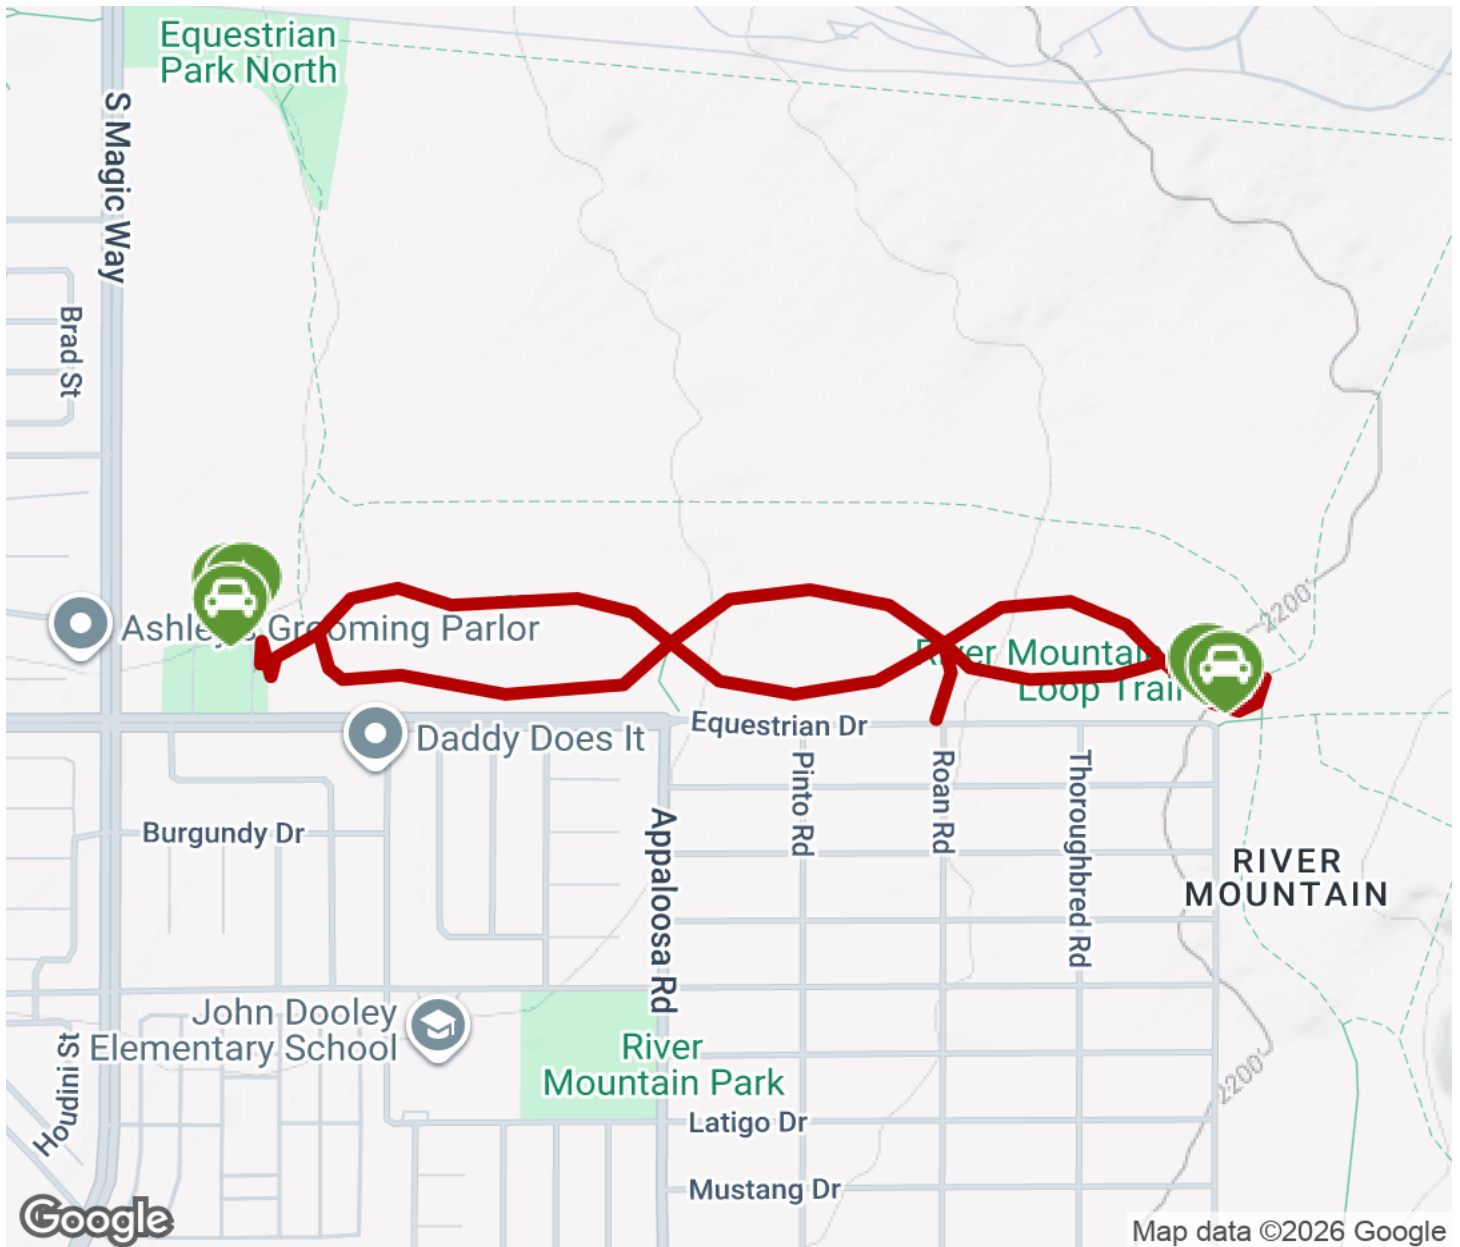 Equestrian
Park North
S Magic Way
Brad St
Ashley's Grooming Parlor
River Mountain
Loop Trail
2200'
Equestrian Dr
Daddy Does It
Pinto Rd
Roan Rd
Thoroughbred Rd
Burgundy Dr
Appaloosa Rd
RIVER
MOUNTAIN
John Dooley
Elementary School
River
Mountain Park
Houdini St
2200'
Latigo Dr
Mustang Dr
Google
Map data ©2026 Google